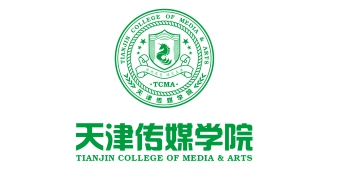 TIANJIN COLLEGE OF MEDIA & ARTS
·TCMA·
天津传媒学院
天津传媒学院
TIANJIN COLLEGE OF MEDIA & ARTS